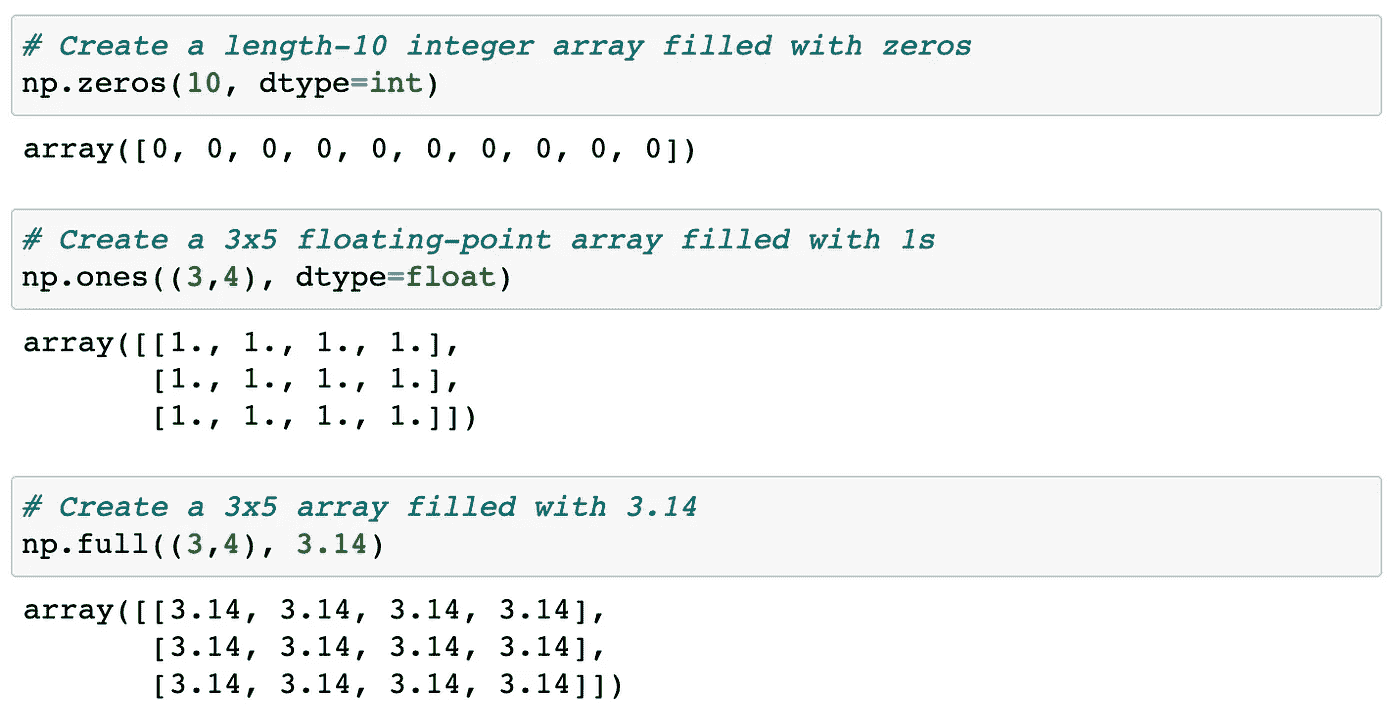 # Create a length-10 integer array filled with zeros
np.zeros(10, dtype=int)
array([0, 0, 0, 0, 0, 0, 0, 0, 0, 0])
# Create a 3x5 floating-point array filled with 1s
np.ones((3,4), dtype=float)
array([[1., 1., 1., 1.],
       [1., 1., 1., 1.],
       [1., 1., 1., 1.]])
# Create a 3x5 array filled with 3.14
np.full((3,4), 3.14)
array([[3.14, 3.14, 3.14, 3.14],
       [3.14, 3.14, 3.14, 3.14],
       [3.14, 3.14, 3.14, 3.14]])